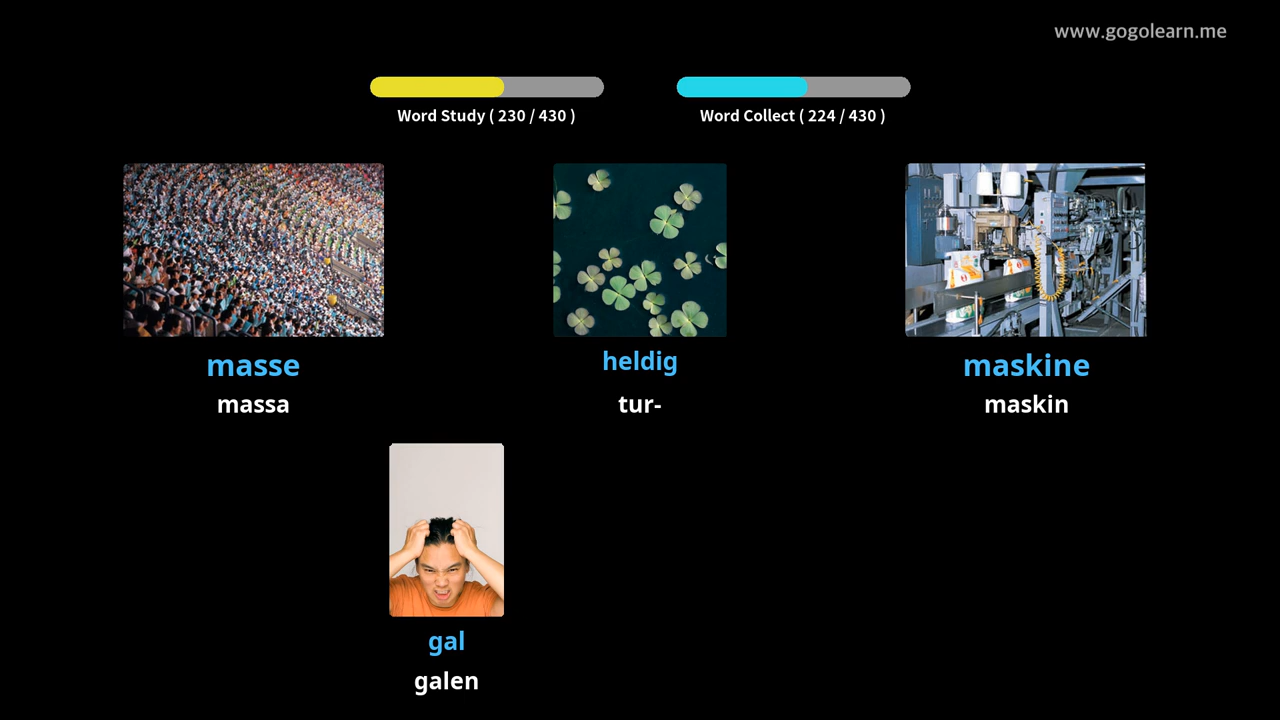 www.gogolearn.me
Word Study ( 230 / 430 )
Word Collect ( 224 / 430 )
masse
massa
heldig
tur-
maskine
maskin
gal
galen